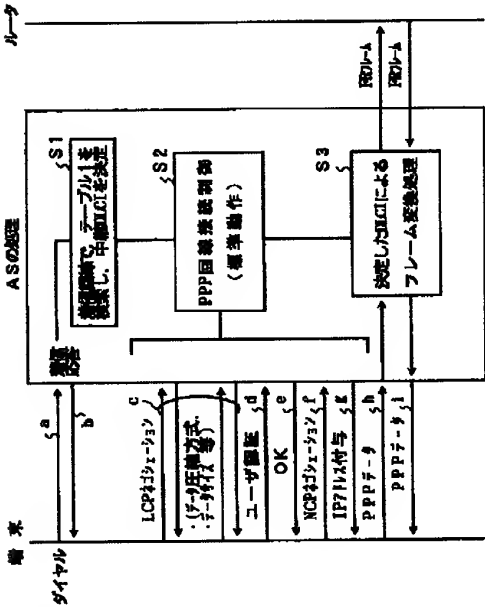 ルータ
FRフレーム
FRフレーム
ASの処理
S1
着信回線で、テーブル1を
検索し、中継DLCIを決定
S2
PPP回線接続制御
(標準動作)
S3
決定したDLCIによる
フレーム変換処理
a
b
LCPネゴシェーション
c
・(データ圧縮方式、
・データサイズ 等)
ユーザ認証
d
OK
e
NCPネゴシェーション
f
IPアドレス付与
g
PPPデータ
h
PPPデータ
i
端末
ダイヤル